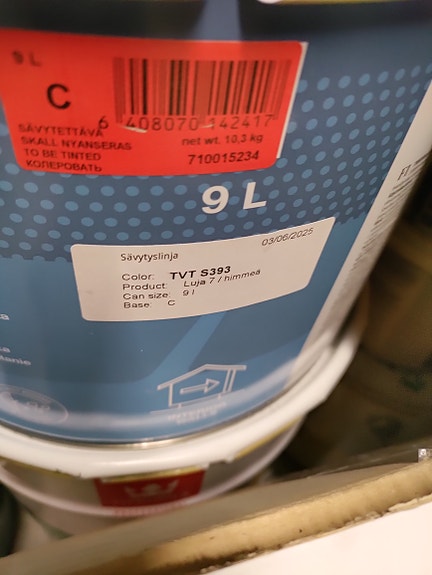 9 L
C
6 408070 142417
SÄVYTETTÄVÄ
SKALL NYANSERAS
TO BE TINTED
КОЛЕРОВАТЬ
net wt. 10,3 kg
710015234
9 L
Sävytyslinja
03/06/2025
Color: TVT S393
Product: Luja 7 / himmeä
Can size: 9 l
Base: C